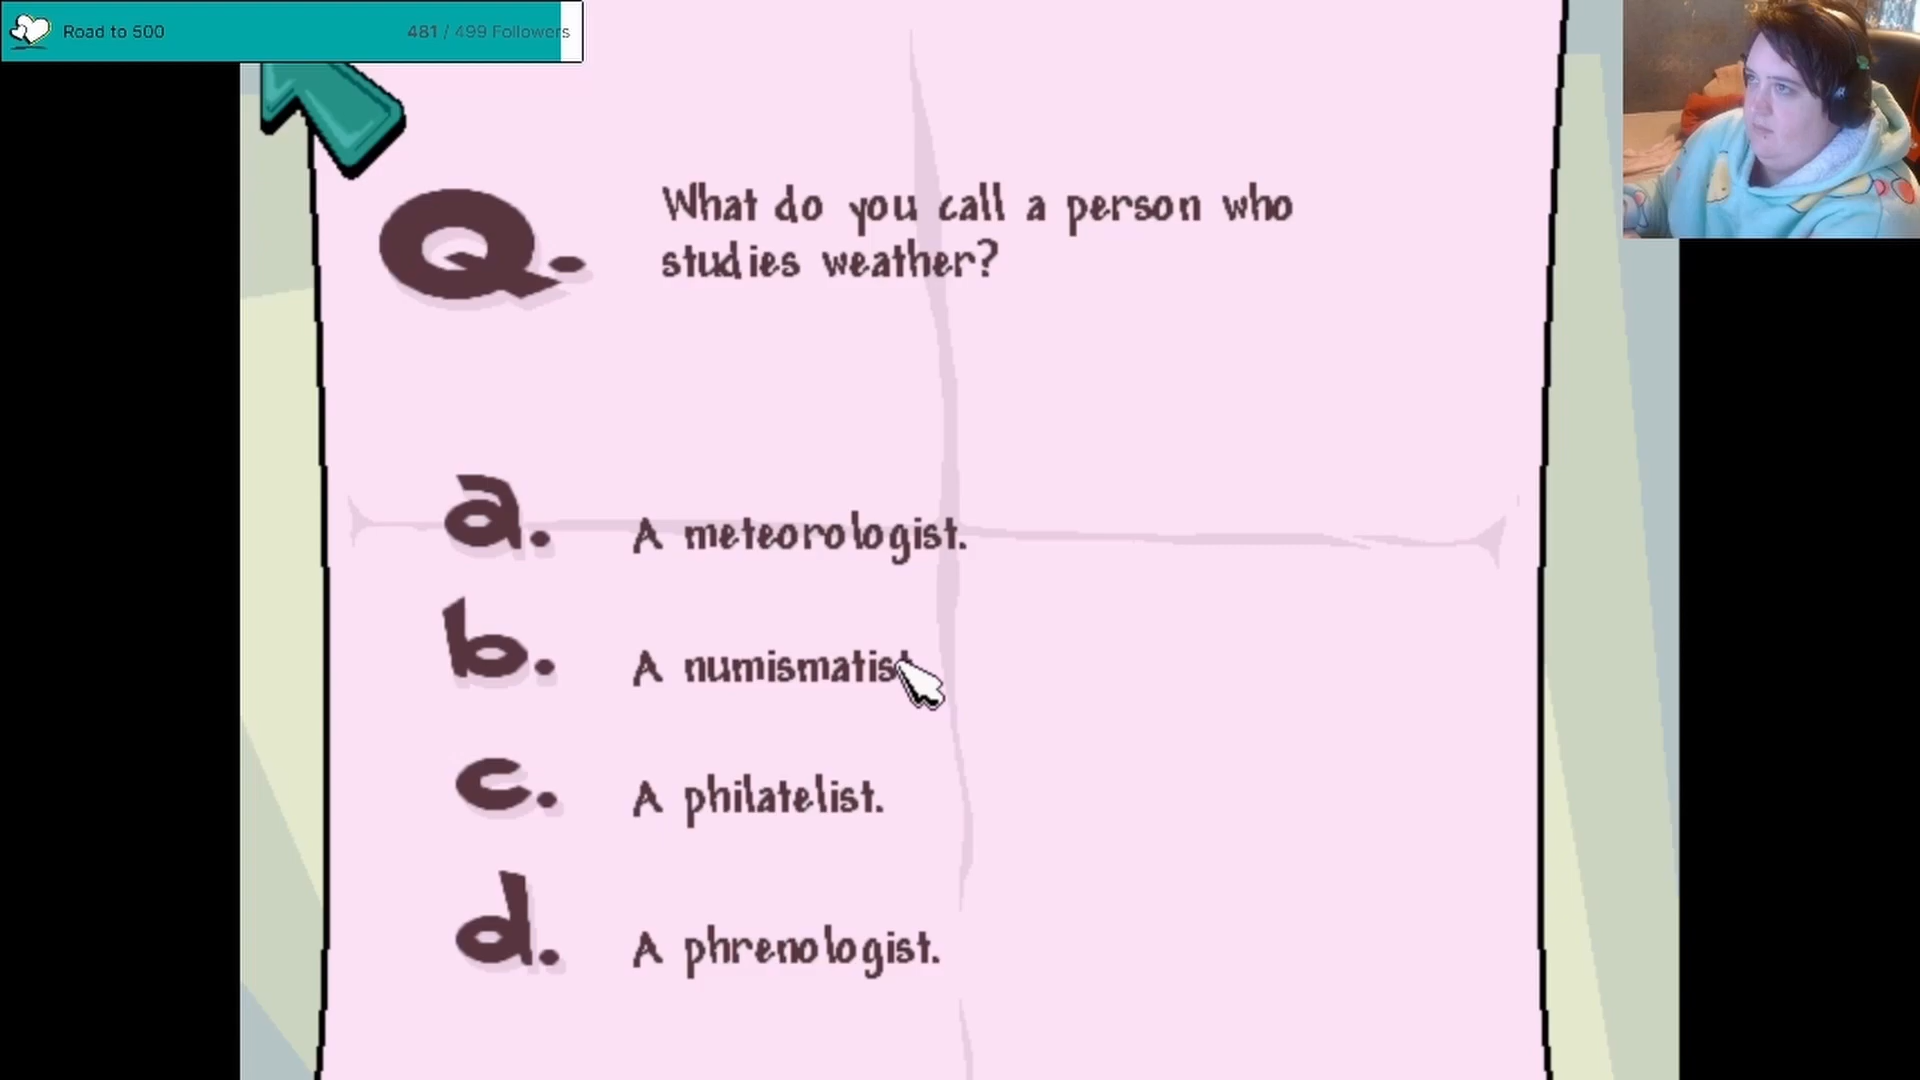 Road to 500
481 / 499 Followers
Q.
What do you call a person who
studies weather?
a.
A meteorologist.
b.
A numismatist
c.
A philatelist.
d.
A phrenologist.